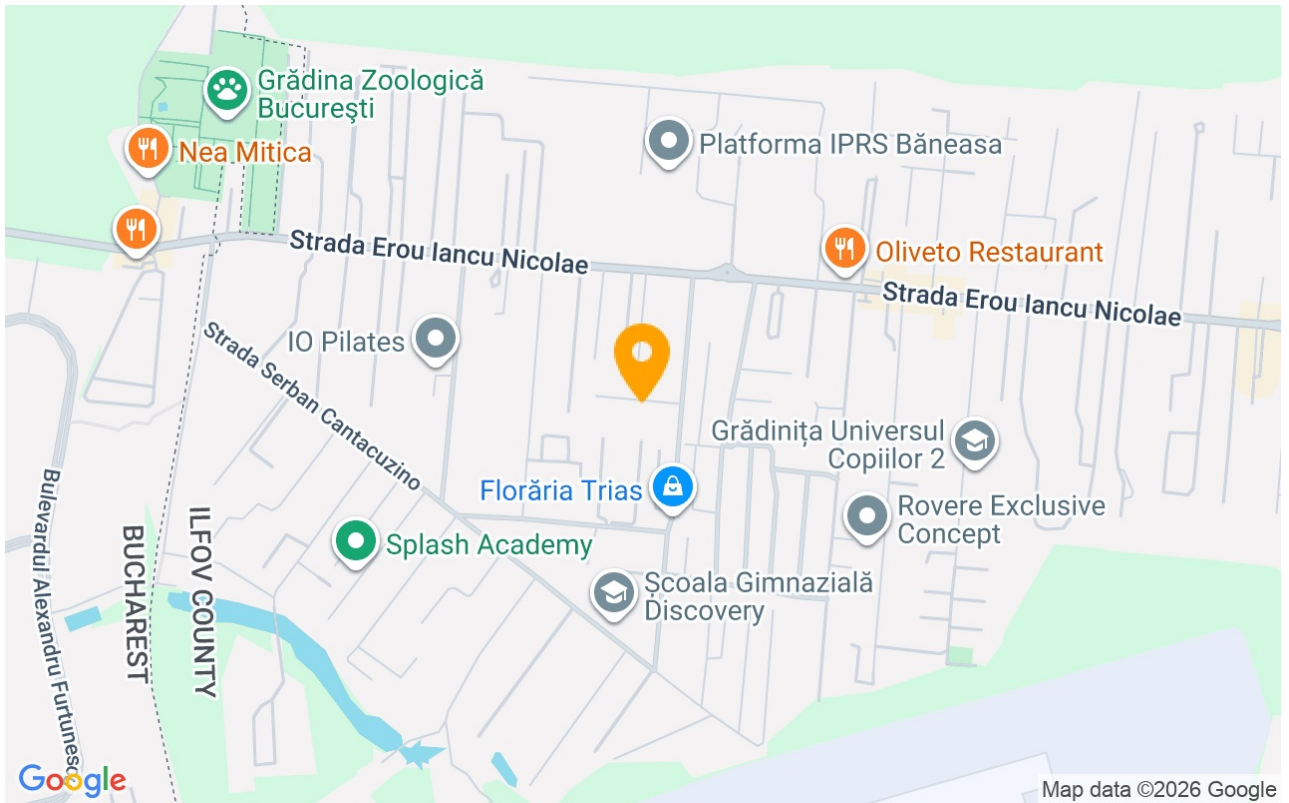 Grădina Zoologică
București
Nea Mitica
Platforma IPRS Băneasa
Strada Erou Iancu Nicolae
Oliveto Restaurant
Strada Erou Iancu Nicolae
IO Pilates
Strada Serban Cantacuzino
Grădinița Universul
Copiilor 2
Florăria Trias
Rovere Exclusive
Concept
Splash Academy
Școala Gimnazială
Discovery
Bulevardul Alexandru Furtunesc
BUCHAREST
ILFOV COUNTY
Google
Map data ©2026 Google